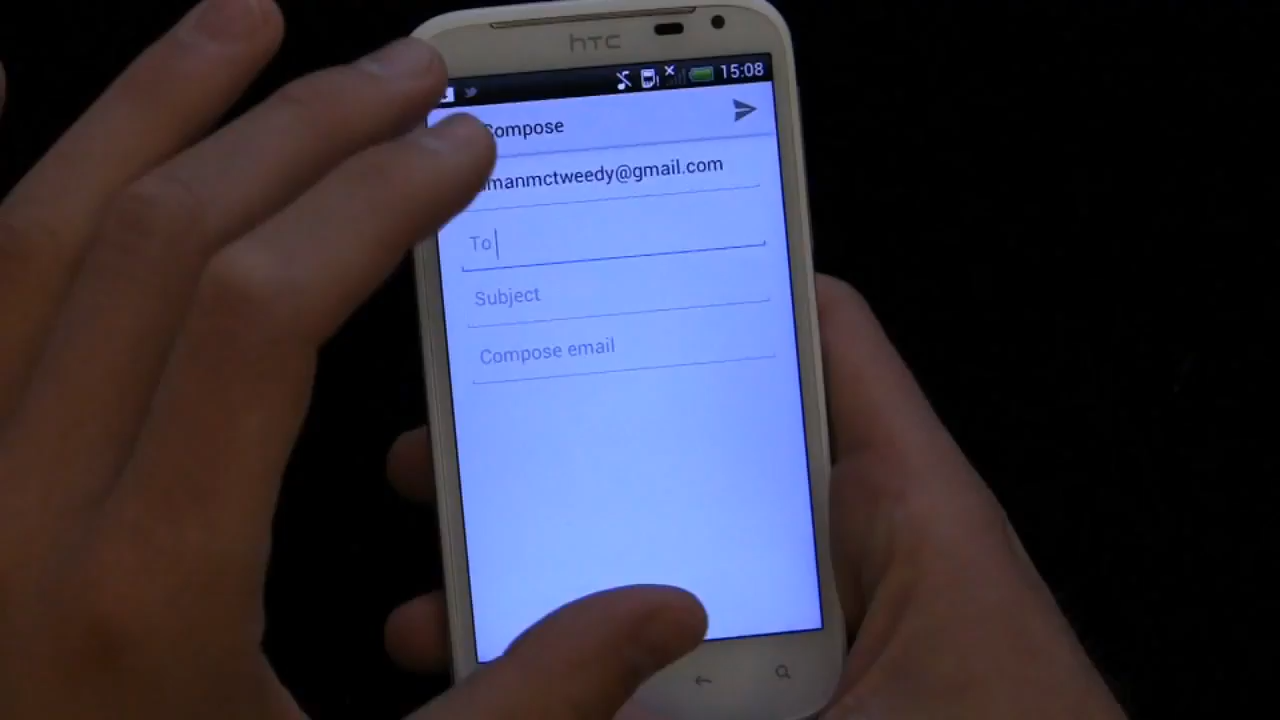 hTC
15:08
Compose
manmctweedy@gmail.com
To
Subject
Compose email